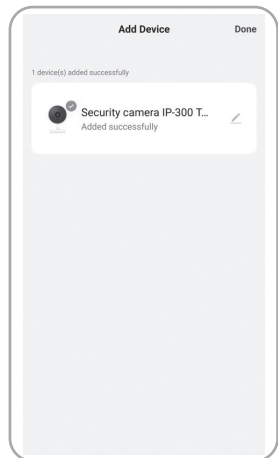 Add Device Done
1 device(s) added successfully
Security camera IP-300 T...
Added successfully